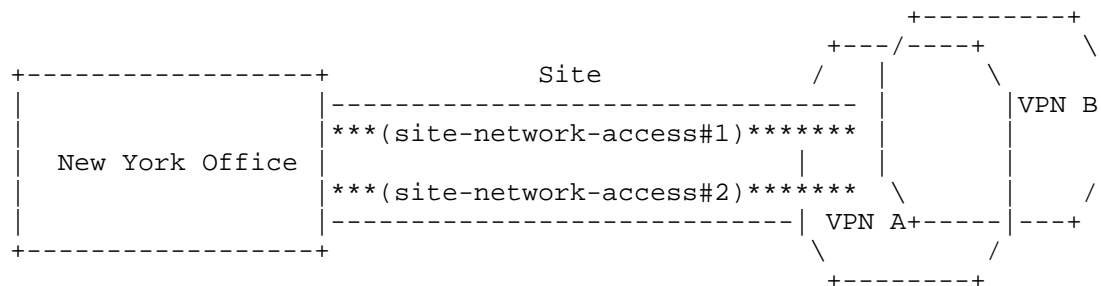 Site
VPN B
***(site-network-access#1)*******
New York Office
***(site-network-access#2)*******
VPN A